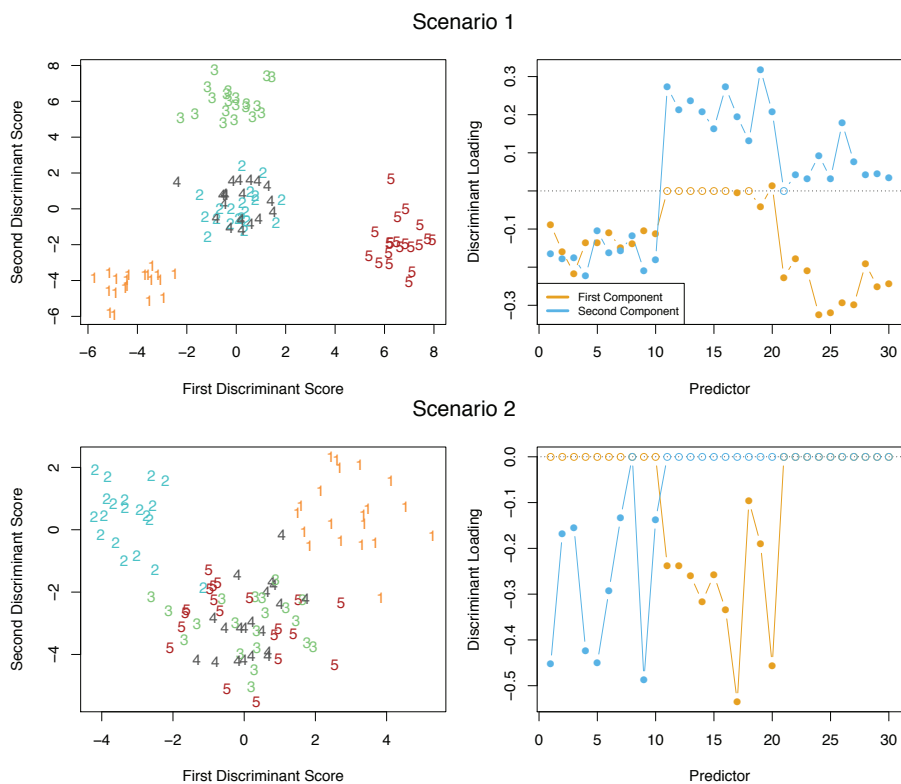 Scenario 1
Second Discriminant Score
8
6
4
2
0
−2
−4
−6
−6 −4 −2 0 2 4 6 8
First Discriminant Score
Discriminant Loading
0.3
0.1
−0.1
−0.3
First Component
Second Component
0 5 10 15 20 25 30
Predictor
Scenario 2
Second Discriminant Score
2
0
−2
−4
−4 −2 0 2 4
First Discriminant Score
Discriminant Loading
0.0
−0.1
−0.2
−0.3
−0.4
−0.5
0 5 10 15 20 25 30
Predictor